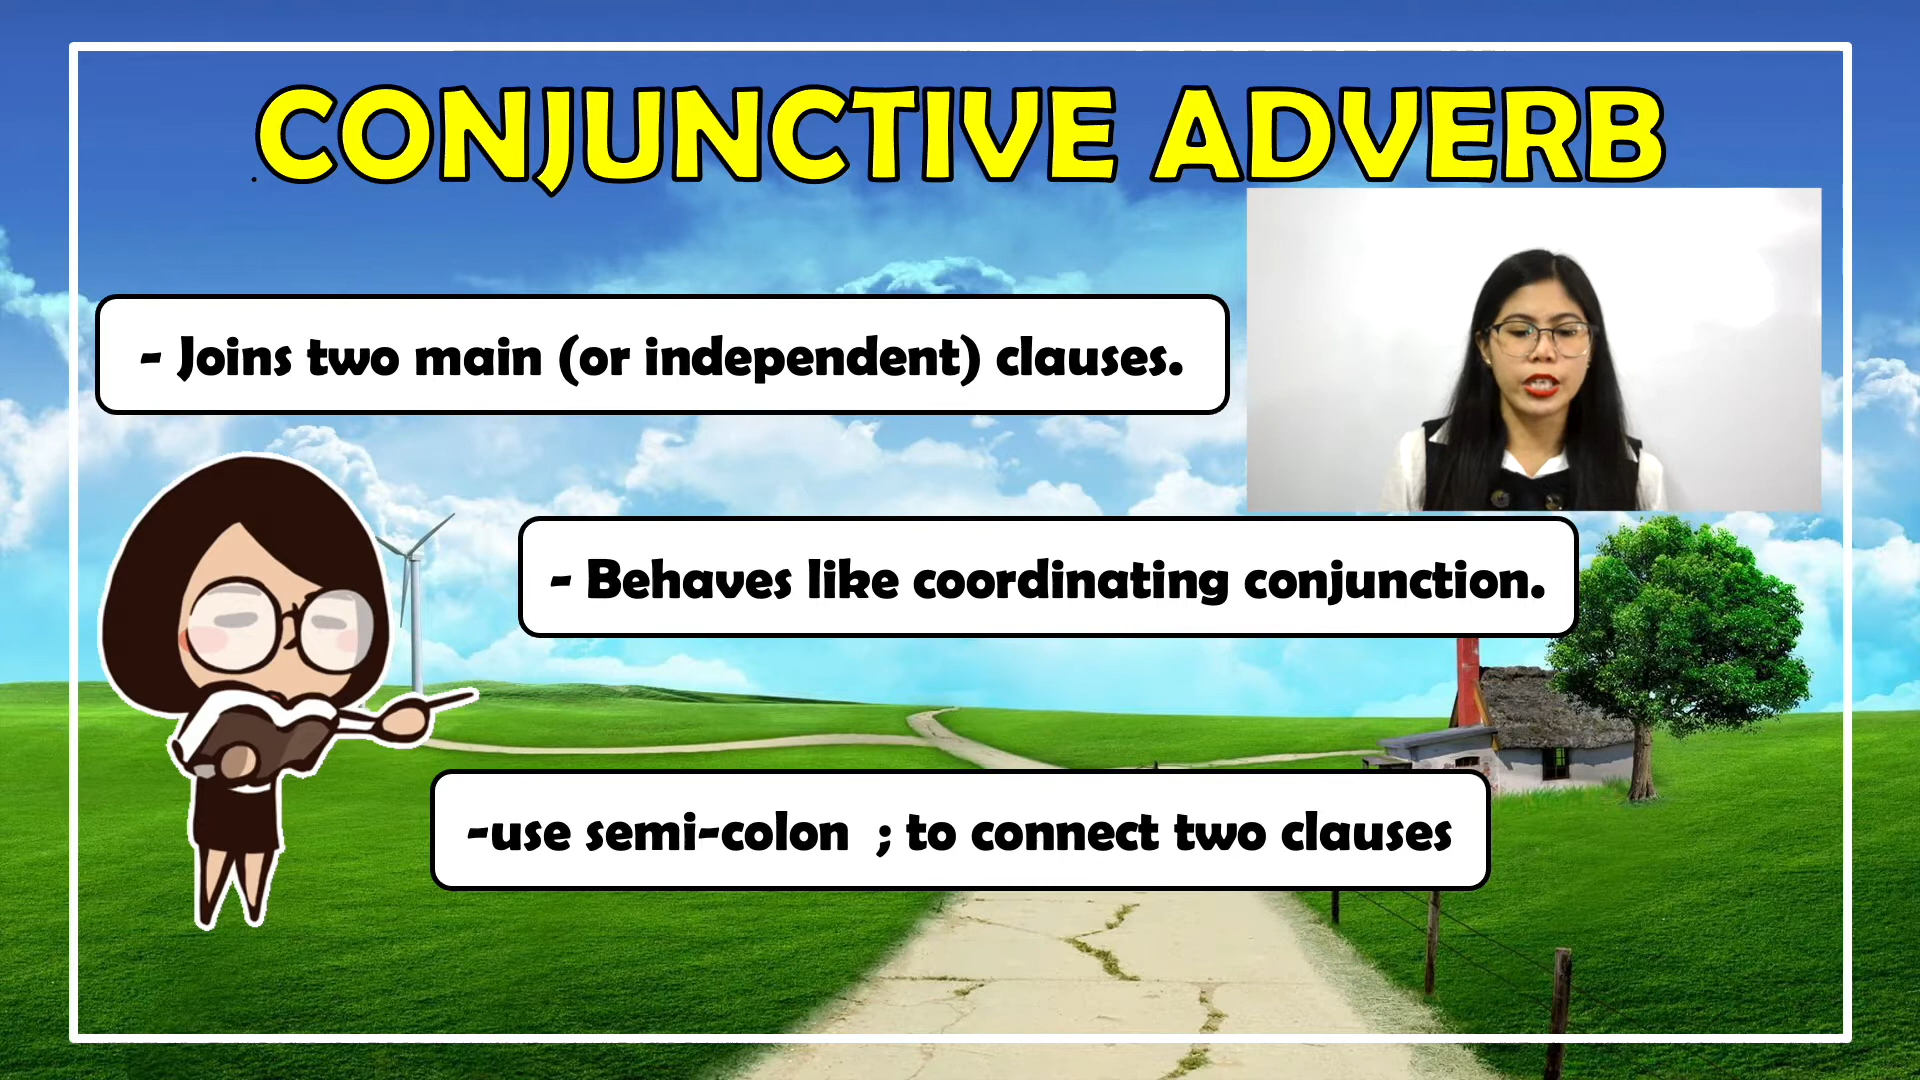 CONJUNCTIVE ADVERB
- Joins two main (or independent) clauses.
- Behaves like coordinating conjunction.
-use semi-colon ; to connect two clauses